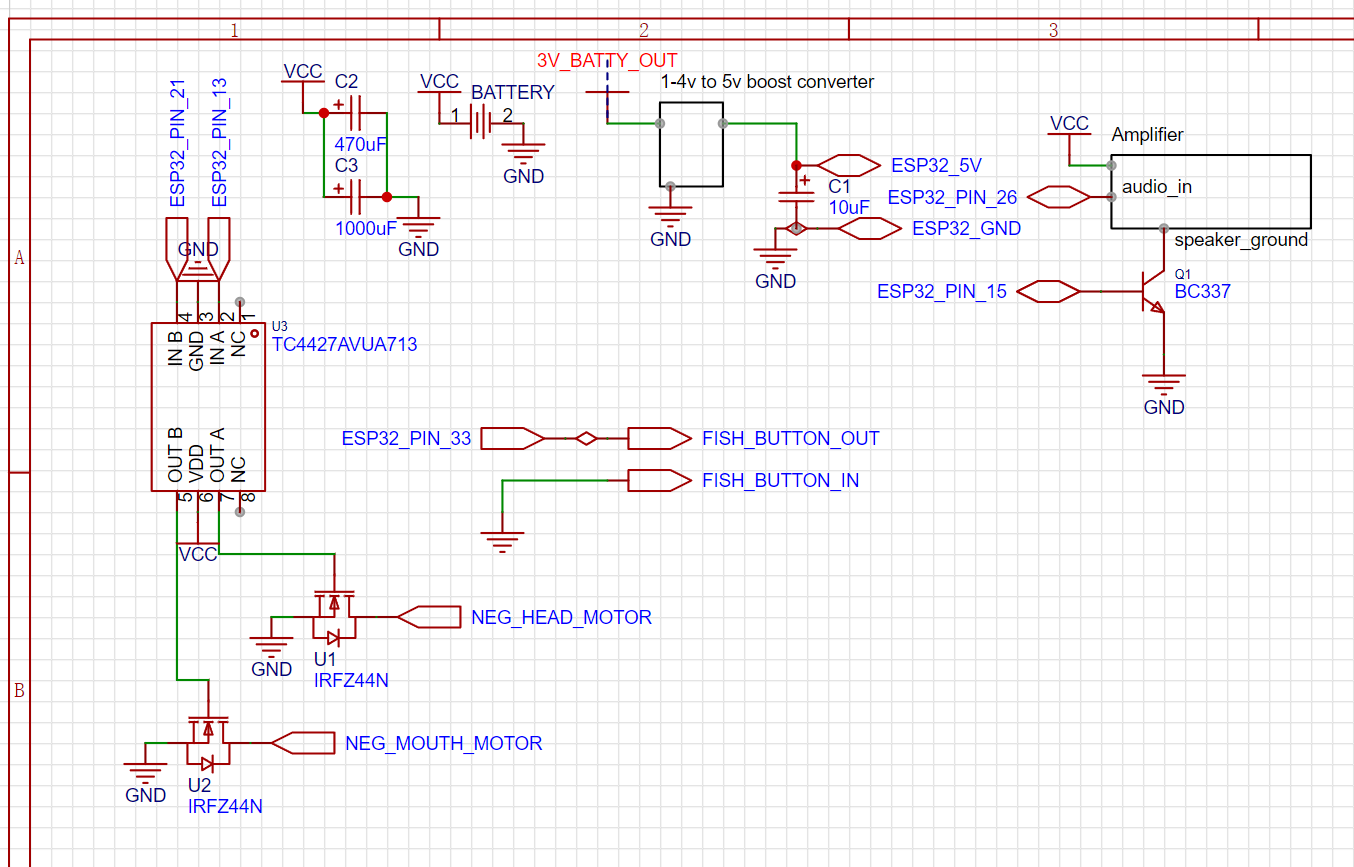 1
2
3
A
B
ESP32_PIN_21
ESP32_PIN_13
GND
4
3
2
1
IN B
GND
IN A
NC
U3
TC4427AVUA713
OUT B
VDD
OUT A
NC
5
6
7
8
VCC
VCC
C2
470uF
C3
1000uF
GND
VCC
BATTERY
1
2
GND
3V_BATTY_OUT
1-4v to 5v boost converter
GND
ESP32_5V
C1
10uF
ESP32_GND
GND
VCC
Amplifier
audio_in
ESP32_PIN_26
speaker_ground
Q1
BC337
ESP32_PIN_15
GND
ESP32_PIN_33
FISH_BUTTON_OUT
FISH_BUTTON_IN
NEG_HEAD_MOTOR
GND
U1
IRFZ44N
NEG_MOUTH_MOTOR
GND
U2
IRFZ44N